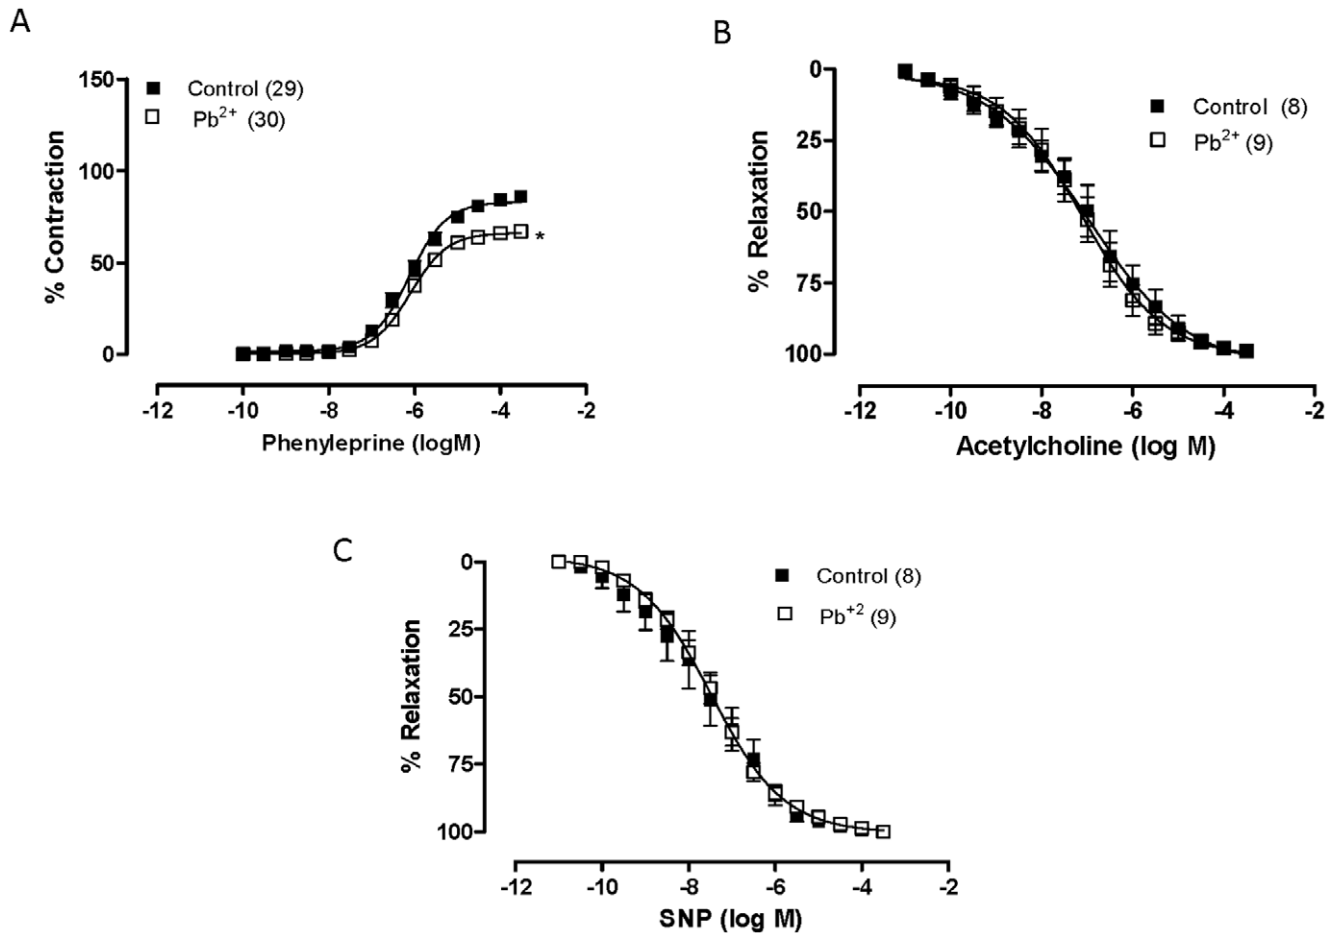 A
150
100
50
0
Control (29)
Pb²⁺ (30)
*
% Contraction
-12 -10 -8 -6 -4 -2
Phenyleprine (logM)
B
0
25
50
75
100
Control (8)
Pb²⁺ (9)
% Relaxation
-12 -10 -8 -6 -4 -2
Acetylcholine (log M)
C
0
25
50
75
100
Control (8)
Pb⁺² (9)
% Relaxation
-12 -10 -8 -6 -4 -2
SNP (log M)